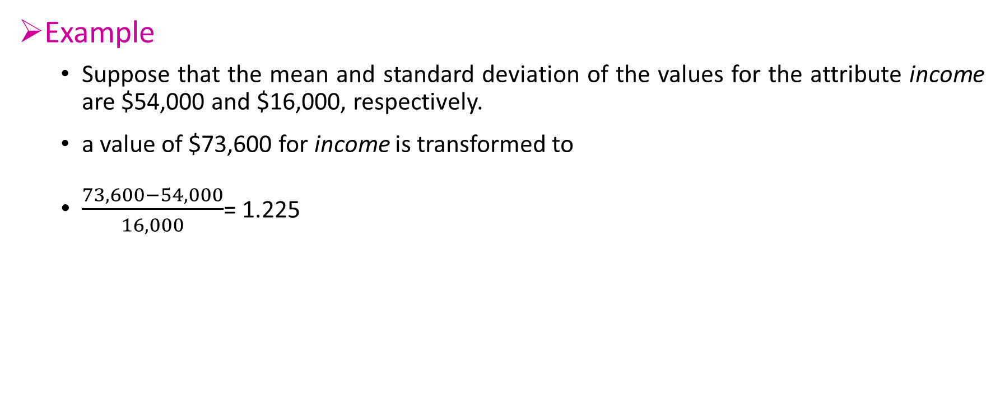 ➢Example
• Suppose that the mean and standard deviation of the values for the attribute income
are $54,000 and $16,000, respectively.
• a value of $73,600 for income is transformed to
• 73,600−54,000
16,000
= 1.225